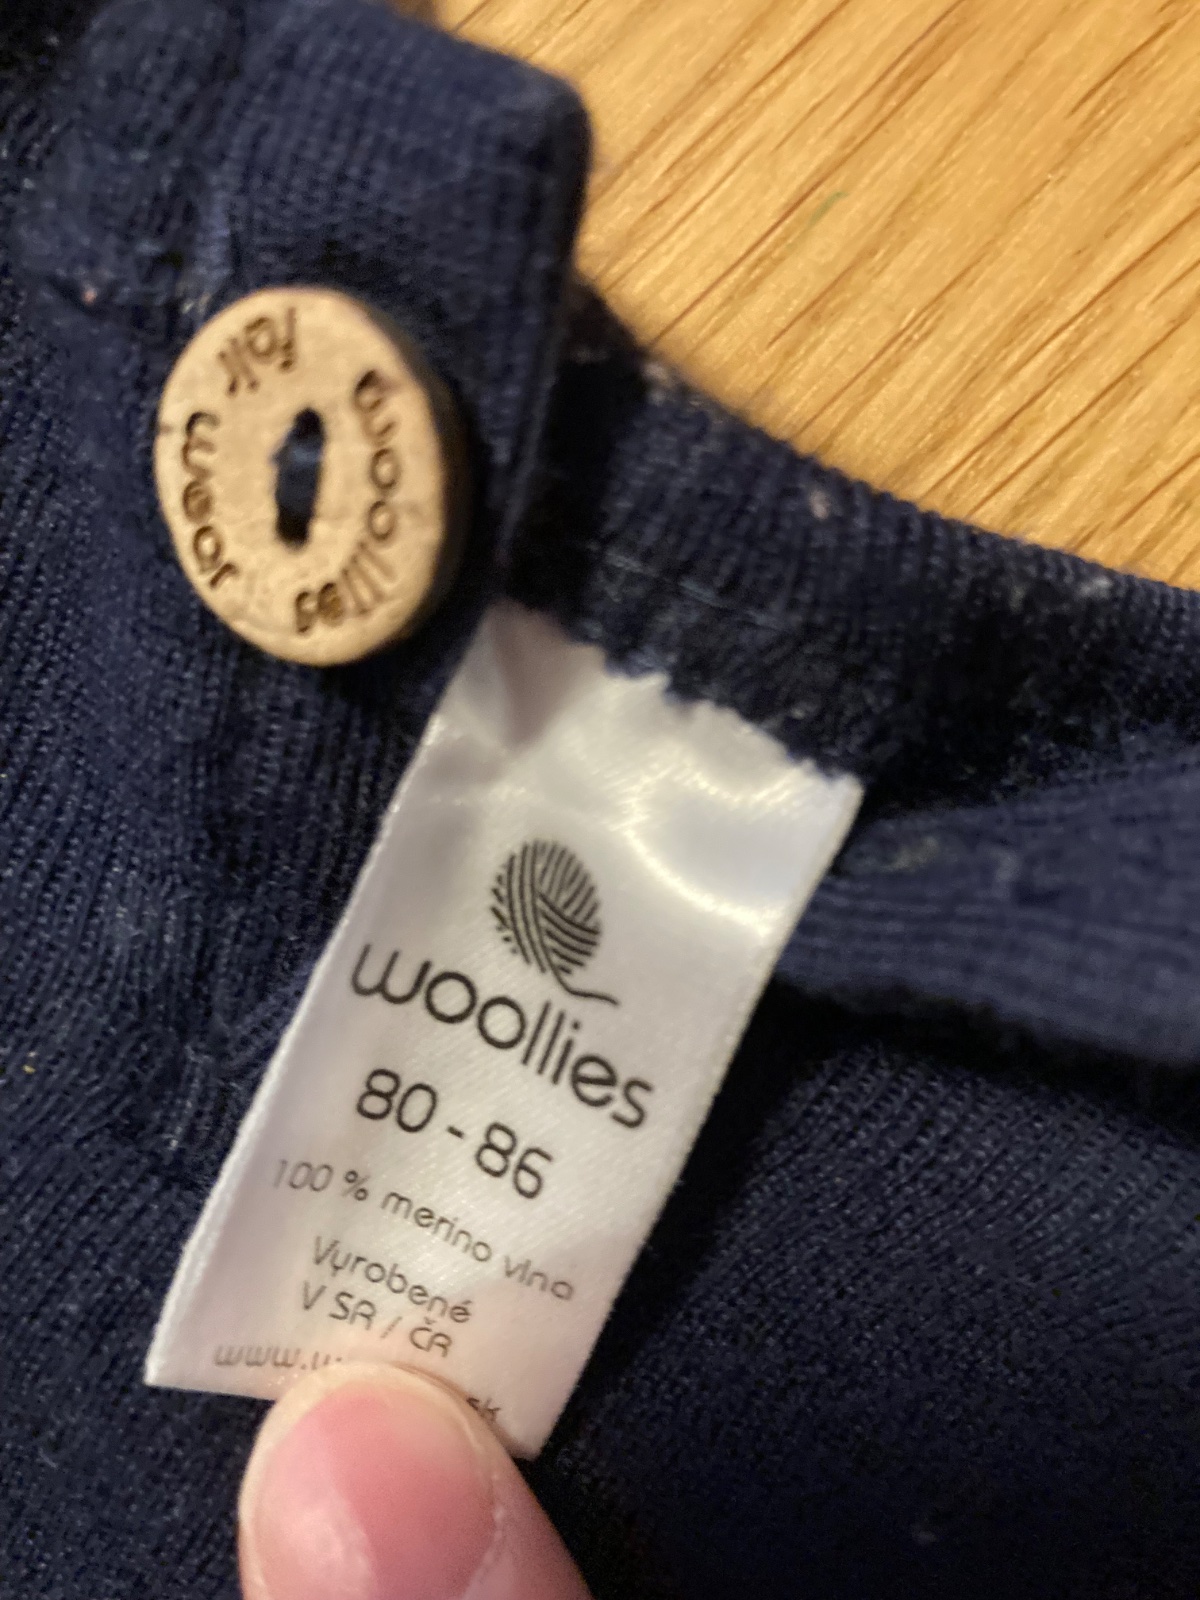 fair wear
woollies
woollies
80 - 86
100 % merino vlna
Vyrobené
V SR / ČR